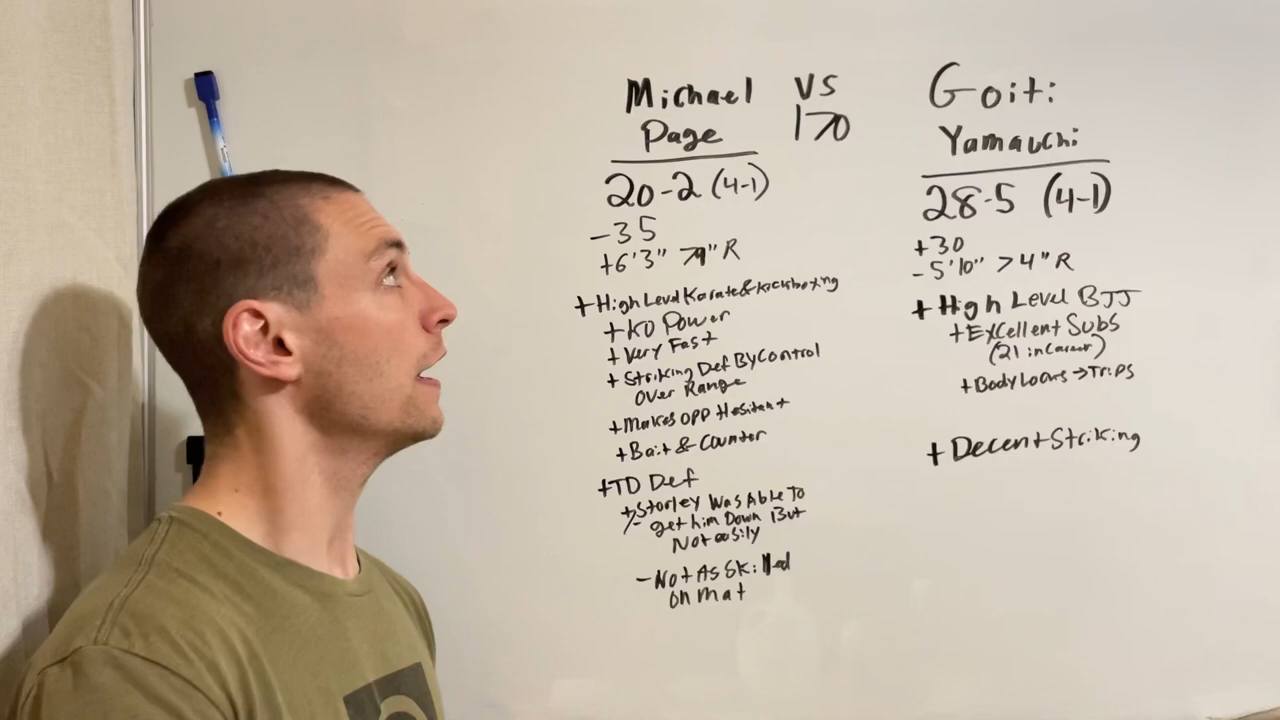 Michael
Page
20-2 (4-1)
-35
+6'3" >9" R
+High Level Karate & Kickboxing
+KO Power
+Very Fast
+Striking Def By Control
Over Range
+Makes Opp Hesitant
+Bait & Counter
+TD Def
+/- Storley Was Able To
get him Down But
Not easily
-Not As Skilled
on mat
VS
170
Goiti
Yamauchi
28-5 (4-1)
+30
-5'10" >4" R
+High Level BJJ
+Excellent Subs
(21 in Career)
+Body Locks → Trips
+Decent Striking